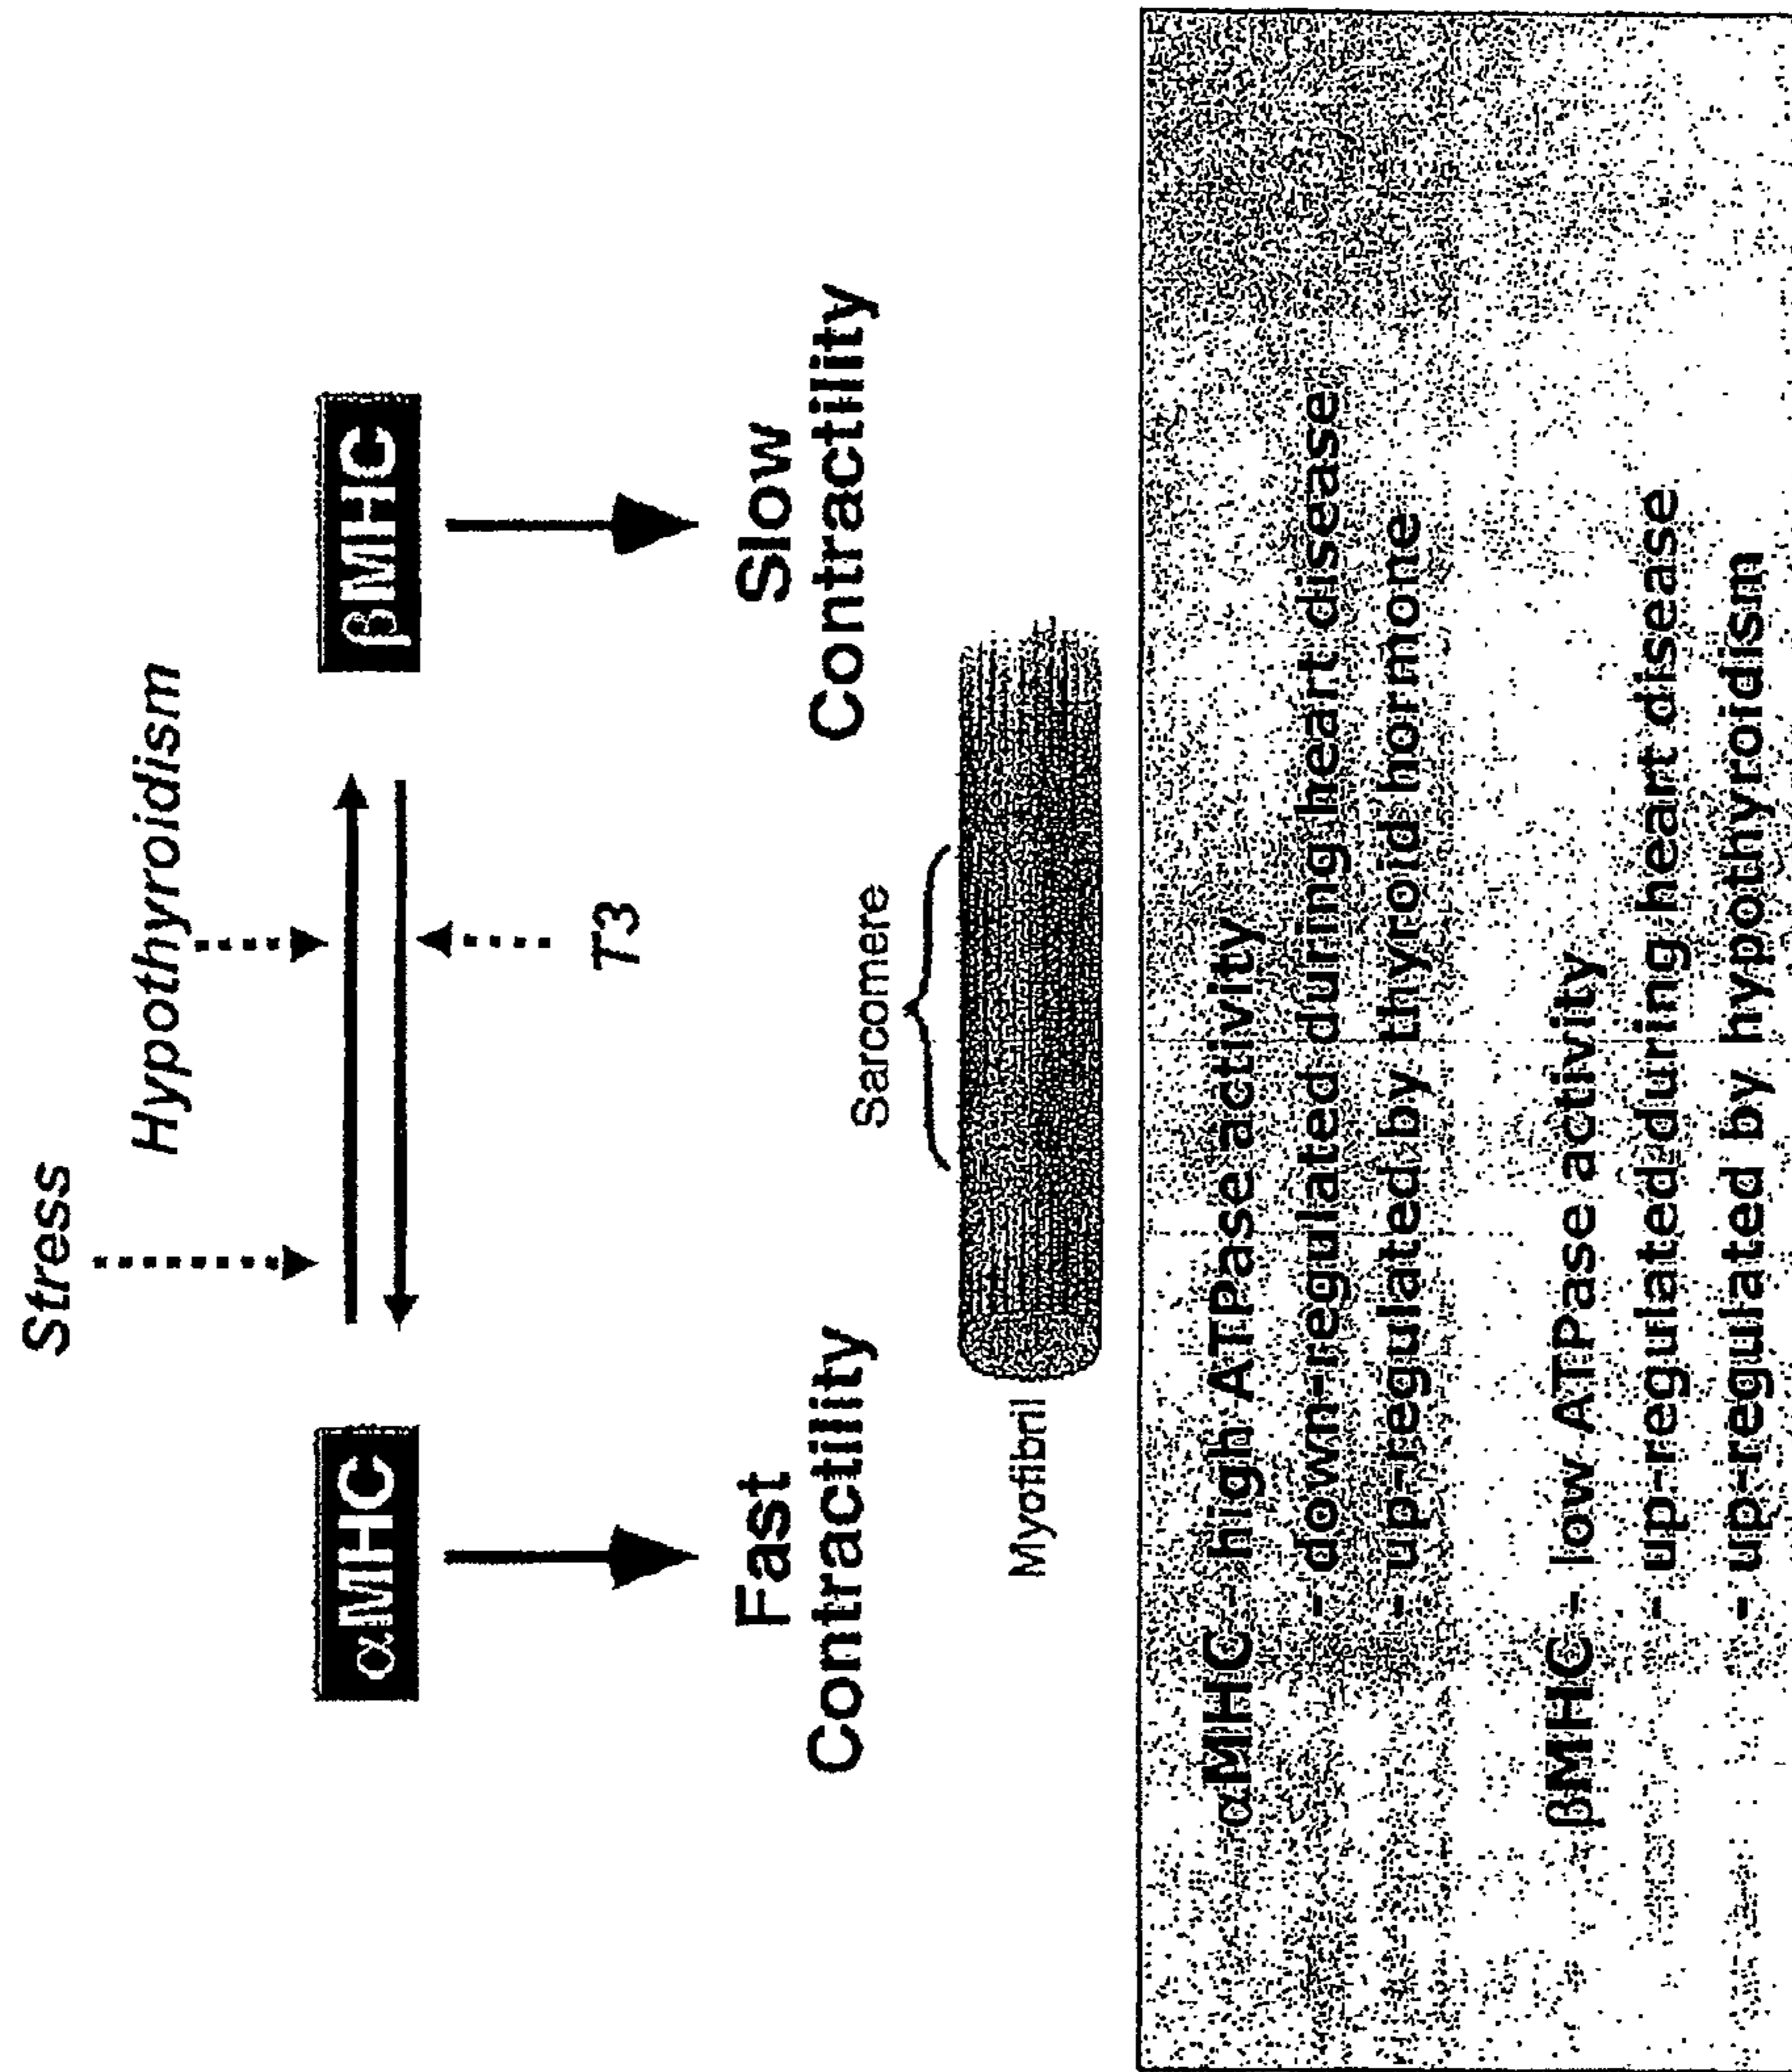 Stress
Hypothyroidism
αMHC
βMHC
T3
Fast
Contractility
Slow
Contractility
Sarcomere
Myofibril
αMHC - high ATPase activity
- down-regulated during heart disease
- up-regulated by thyroid hormone
βMHC - low ATPase activity
- up-regulated during heart disease
- up-regulated by hypothyroidism